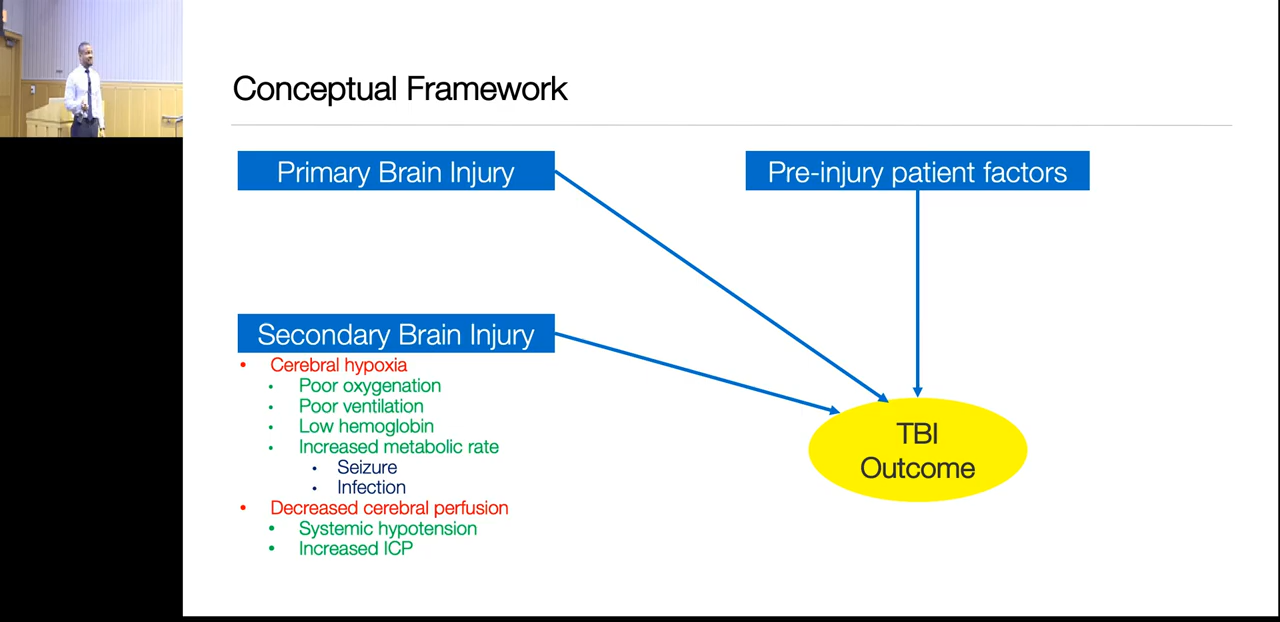 Conceptual Framework
Primary Brain Injury
Pre-injury patient factors
Secondary Brain Injury
• Cerebral hypoxia
• Poor oxygenation
• Poor ventilation
• Low hemoglobin
• Increased metabolic rate
• Seizure
• Infection
• Decreased cerebral perfusion
• Systemic hypotension
• Increased ICP
TBI
Outcome